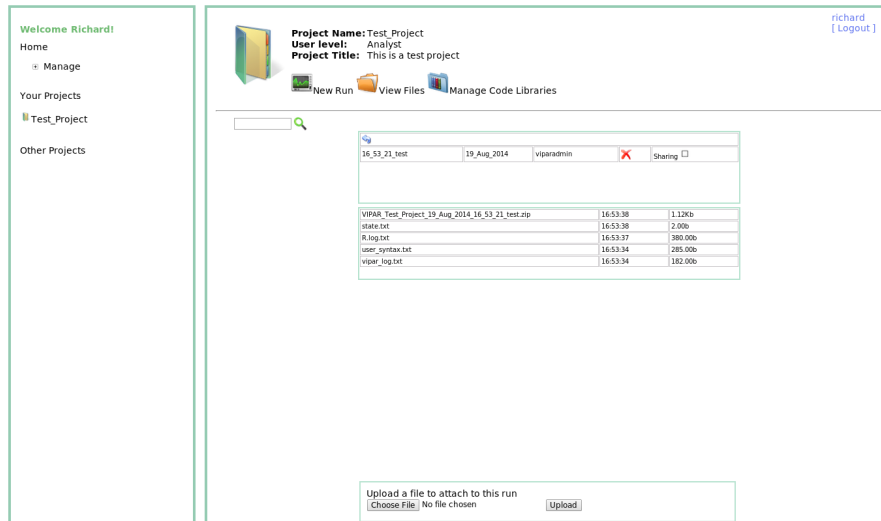 Welcome Richard!
Home
Manage
Your Projects
Test_Project
Other Projects
richard
[ Logout ]
Project Name: Test_Project
User level: Analyst
Project Title: This is a test project
New Run View Files Manage Code Libraries
16_53_21_test 19_Aug_2014 viparadmin Sharing
VIPAR_Test_Project_19_Aug_2014_16_53_21_test.zip 16:53:38 1.12Kb
state.txt 16:53:38 2.00b
R.log.txt 16:53:37 380.00b
user_syntax.txt 16:53:34 285.00b
vipar_log.txt 16:53:34 182.00b
Upload a file to attach to this run
Choose File No file chosen Upload